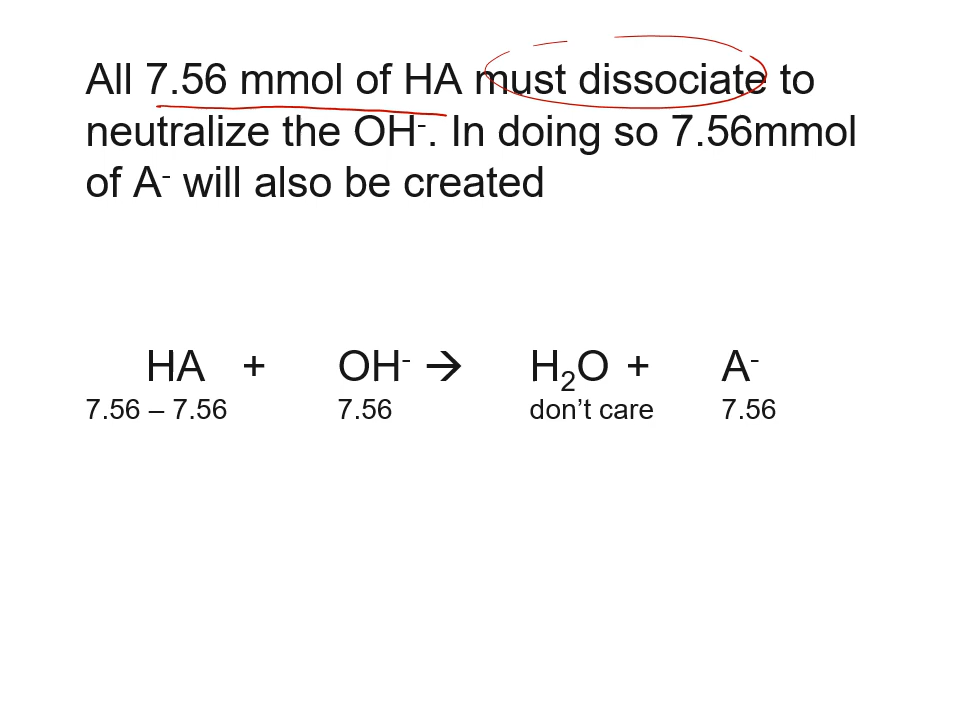 All 7.56 mmol of HA must dissociate to
neutralize the OH⁻. In doing so 7.56mmol
of A⁻ will also be created
HA + OH⁻ → H₂O + A⁻
7.56 – 7.56 7.56 don’t care 7.56